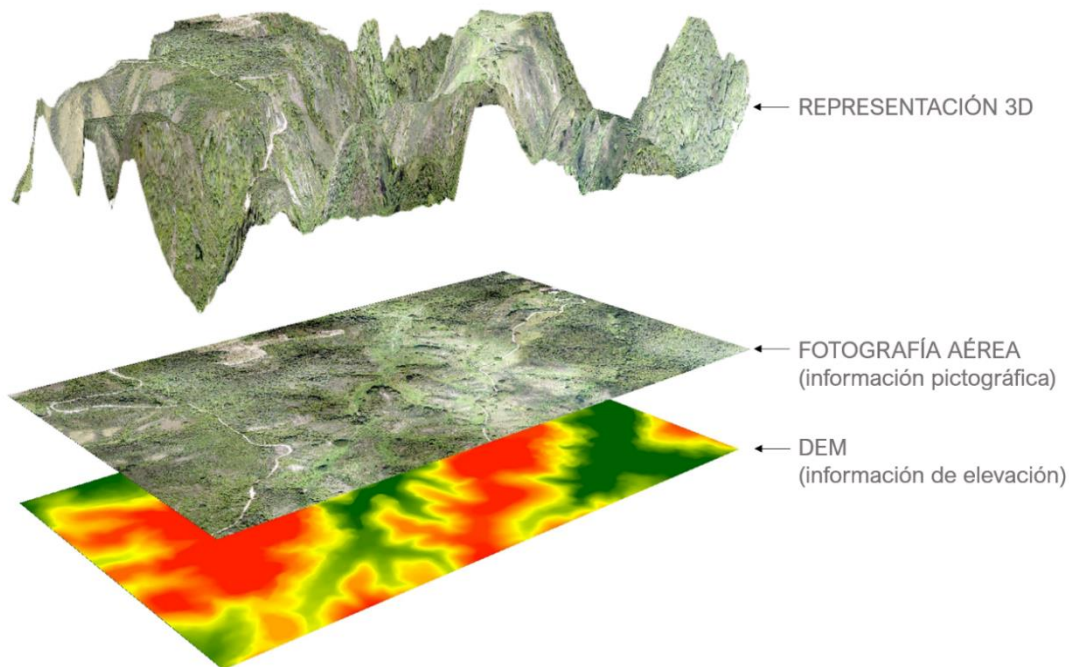 REPRESENTACIÓN 3D
FOTOGRAFÍA AÉREA
(información pictográfica)
DEM
(información de elevación)